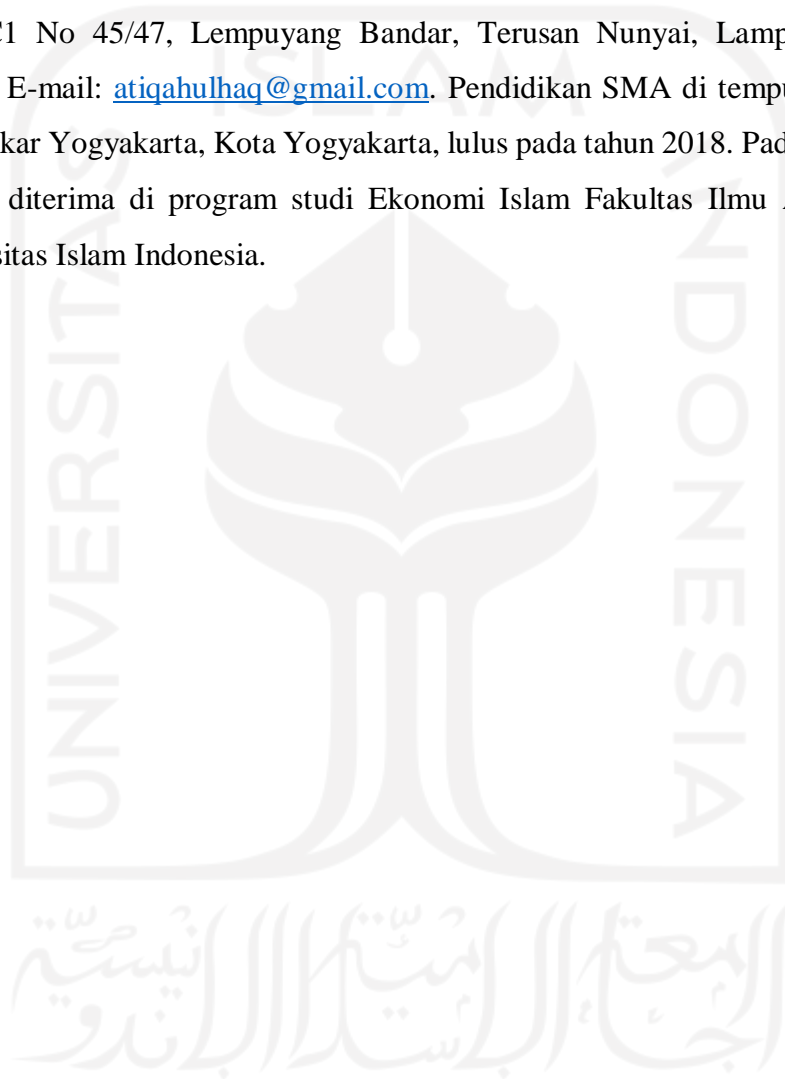 C1 No 45/47, Lempuyang Bandar, Terusan Nunyai, Lamp
E-mail: atiqahulhaq@gmail.com. Pendidikan SMA di tempu
kar Yogyakarta, Kota Yogyakarta, lulus pada tahun 2018. Pad
diterima di program studi Ekonomi Islam Fakultas Ilmu
sitas Islam Indonesia.
ISLAM
UNIVERSITAS
INDONESIA